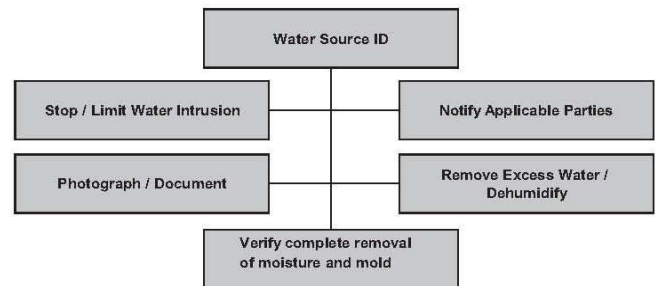 Water Source ID
Stop / Limit Water Intrusion
Notify Applicable Parties
Photograph / Document
Remove Excess Water /
Dehumidify
Verify complete removal
of moisture and mold